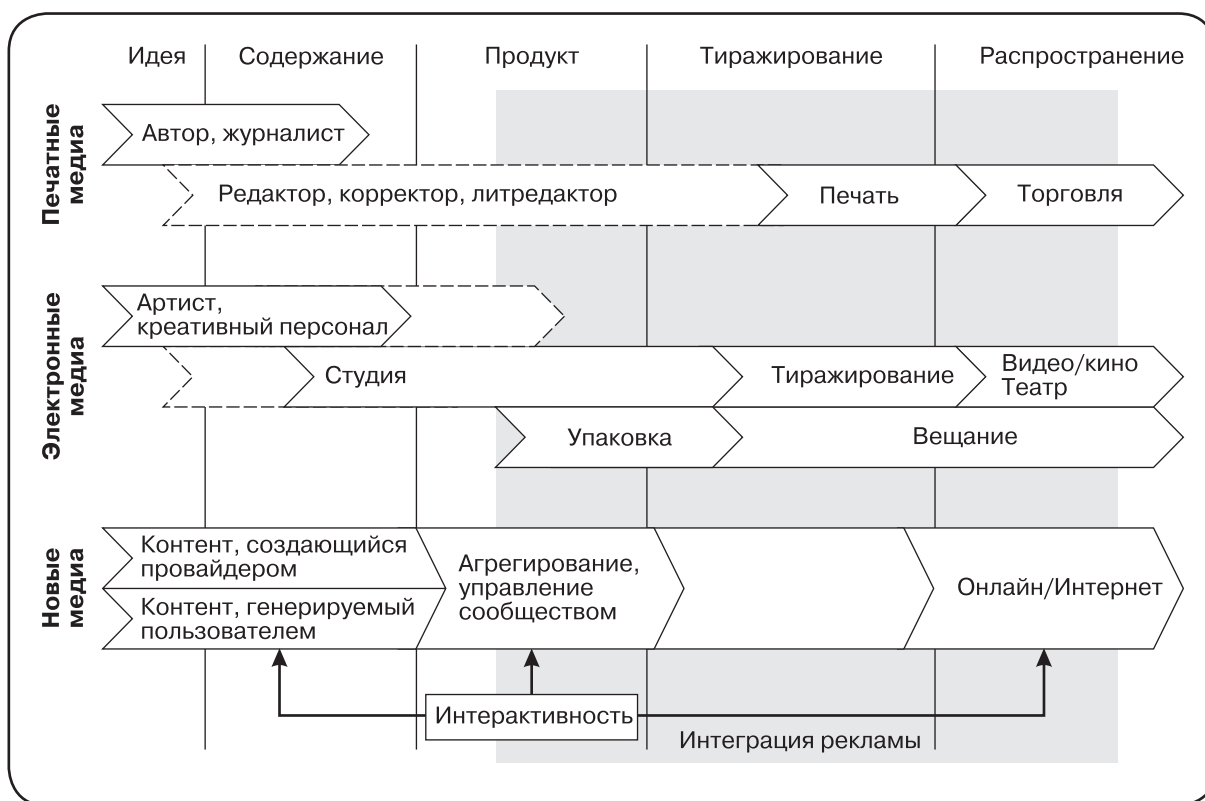 Идея
Содержание
Продукт
Тиражирование
Распространение
Печатные
медиа
Автор, журналист
Редактор, корректор, литредактор
Печать
Торговля
Электронные
медиа
Артист,
креативный персонал
Студия
Тиражирование
Видео/кино
Театр
Упаковка
Вещание
Новые
медиа
Контент, создающийся
провайдером
Контент, генерируемый
пользователем
Агрегирование,
управление
сообществом
Онлайн/Интернет
Интерактивность
Интеграция рекламы